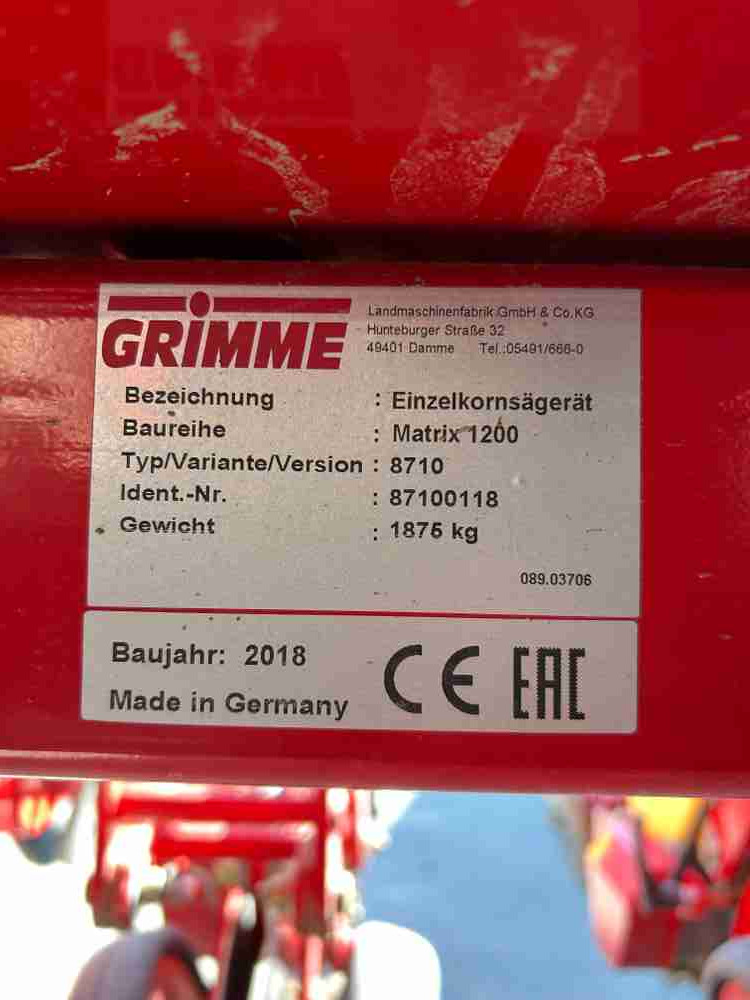 GRIMME
Landmaschinenfabrik GmbH & Co.KG
Hunteburger Straße 32
49401 Damme Tel.:05491/666-0
Bezeichnung : Einzelkornsägerät
Baureihe : Matrix 1200
Typ/Variante/Version : 8710
Ident.-Nr. : 87100118
Gewicht : 1875 kg
089.03706
Baujahr: 2018
Made in Germany
CE EAC